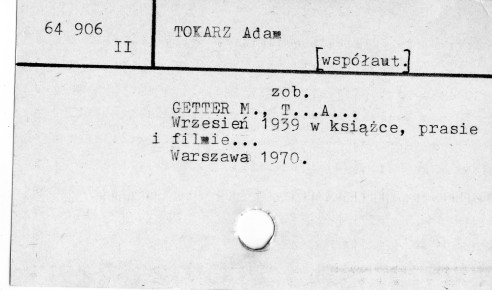 64 906
II
TOKARZ Adam
[współaut.]
zob.
GETTER M., T...A...
Wrzesień 1939 w książce, prasie
i filmie...
Warszawa 1970.